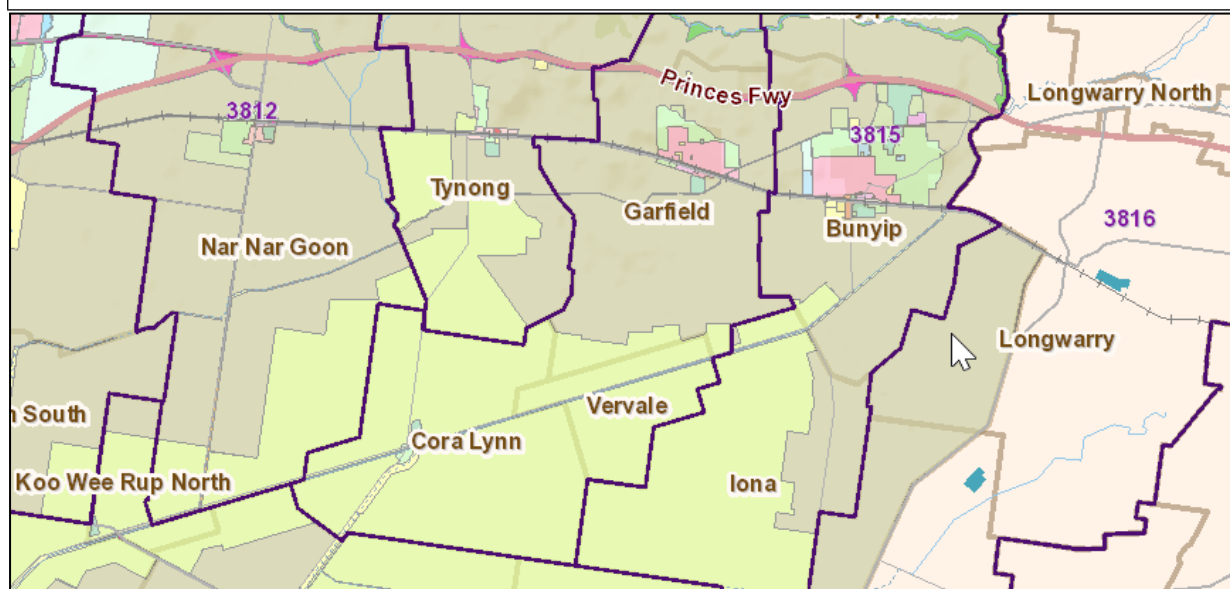 Princes Fwy
Longwarry North
3812
3815
Tynong
Garfield
3816
Nar Nar Goon
Bunyip
Longwarry
South
Vervale
Cora Lynn
Koo Wee Rup North
Iona